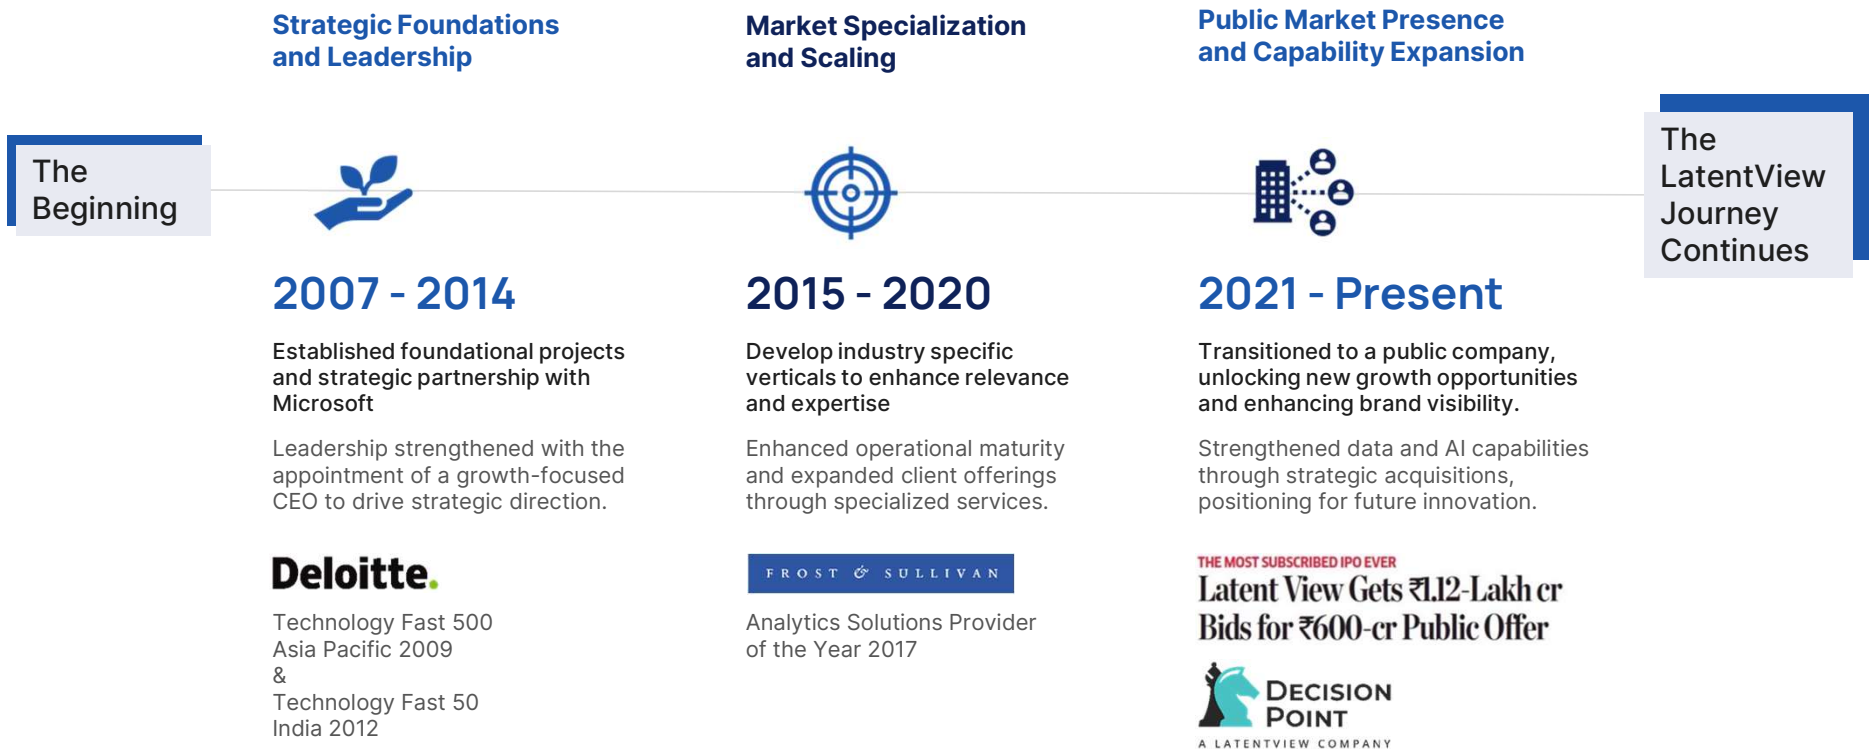 Strategic Foundations
and Leadership
Market Specialization
and Scaling
Public Market Presence
and Capability Expansion
The
Beginning
The
LatentView
Journey
Continues
2007 - 2014
Established foundational projects
and strategic partnership with
Microsoft
Leadership strengthened with the
appointment of a growth-focused
CEO to drive strategic direction.
Deloitte.
Technology Fast 500
Asia Pacific 2009
&
Technology Fast 50
India 2012
2015 - 2020
Develop industry specific
verticals to enhance relevance
and expertise
Enhanced operational maturity
and expanded client offerings
through specialized services.
FROST & SULLIVAN
Analytics Solutions Provider
of the Year 2017
2021 - Present
Transitioned to a public company,
unlocking new growth opportunities
and enhancing brand visibility.
Strengthened data and AI capabilities
through strategic acquisitions,
positioning for future innovation.
THE MOST SUBSCRIBED IPO EVER
Latent View Gets ₹1.12-Lakh cr
Bids for ₹600-cr Public Offer
DECISION
POINT
A LATENTVIEW COMPANY